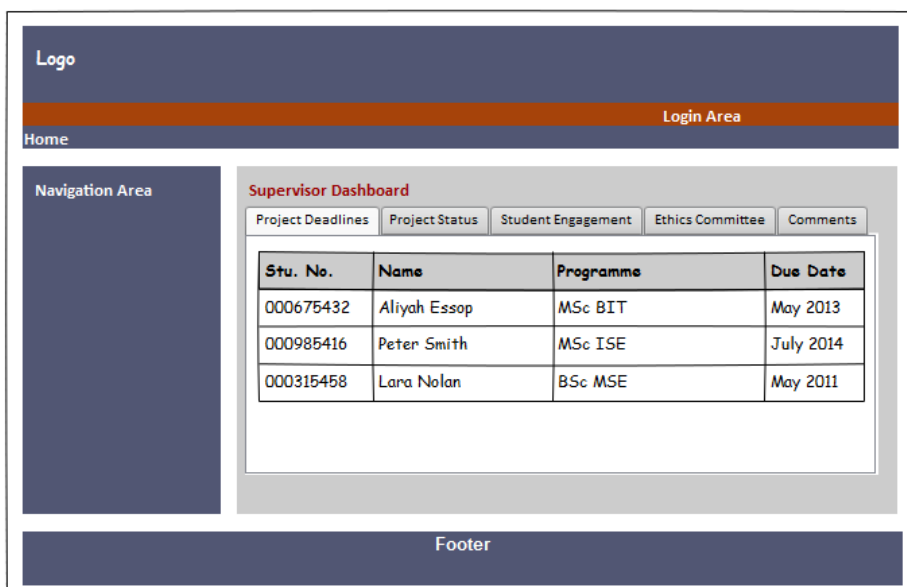 Logo
Login Area
Home
Navigation Area
Supervisor Dashboard
Project Deadlines Project Status Student Engagement Ethics Committee Comments
Stu. No. Name Programme Due Date
000675432 Aliyah Essop MSc BIT May 2013
000985416 Peter Smith MSc ISE July 2014
000315458 Lara Nolan BSc MSE May 2011
Footer